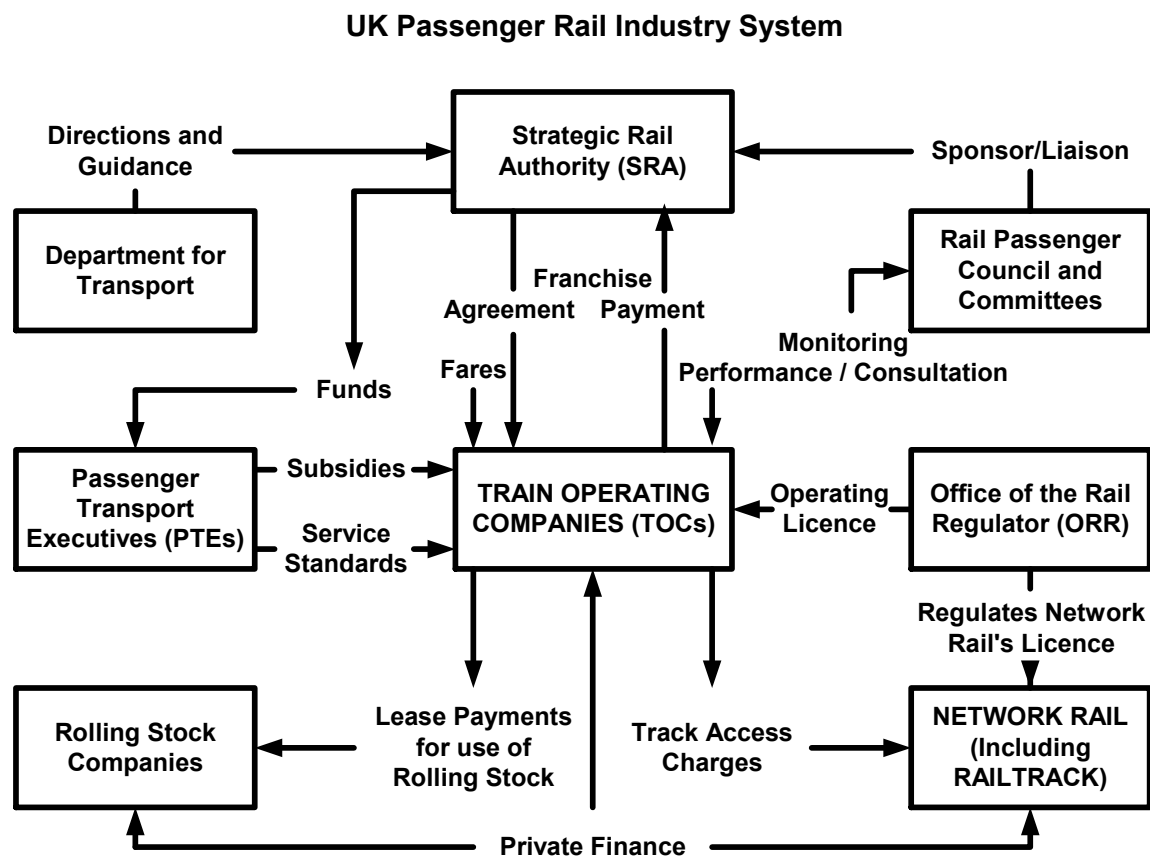 UK Passenger Rail Industry System
Directions and
Guidance
Strategic Rail
Authority (SRA)
Sponsor/Liaison
Department for
Transport
Rail Passenger
Council and
Committees
Franchise
Agreement
Payment
Monitoring
Performance / Consultation
Fares
Funds
Passenger
Transport
Executives (PTEs)
Subsidies
Service
Standards
TRAIN OPERATING
COMPANIES (TOCs)
Operating
Licence
Office of the Rail
Regulator (ORR)
Regulates Network
Rail's Licence
Rolling Stock
Companies
Lease Payments
for use of
Rolling Stock
Track Access
Charges
NETWORK RAIL
(Including
RAILTRACK)
Private Finance